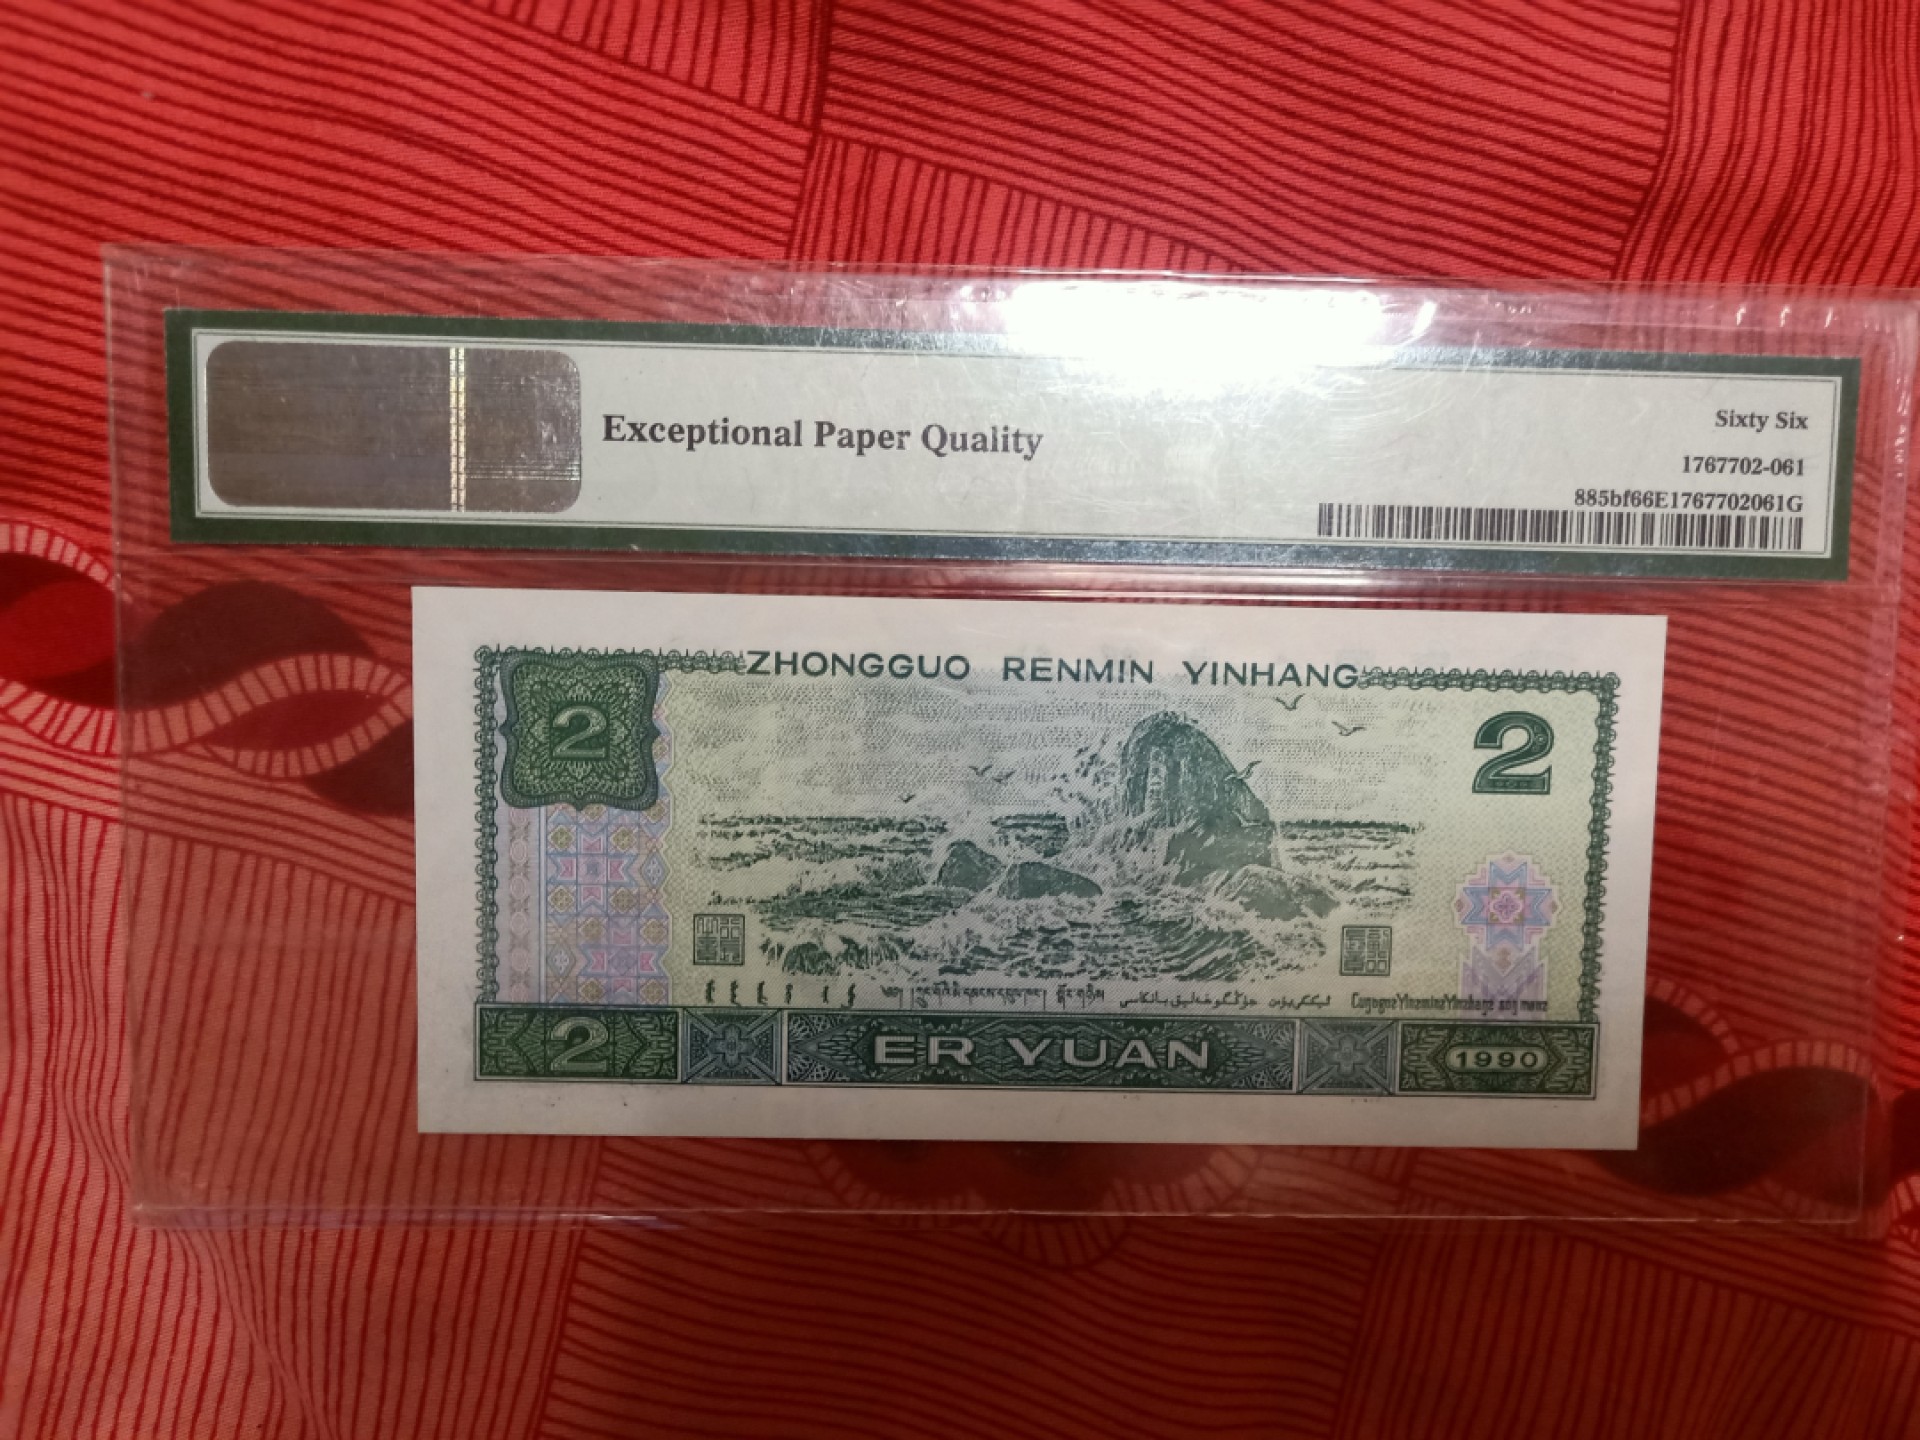 Exceptional Paper Quality
Sixty Six
1767702-061
885bf66E1767702061G
ZHONGGUO RENMIN YINHANG
2
2
2
ER YUAN
1990